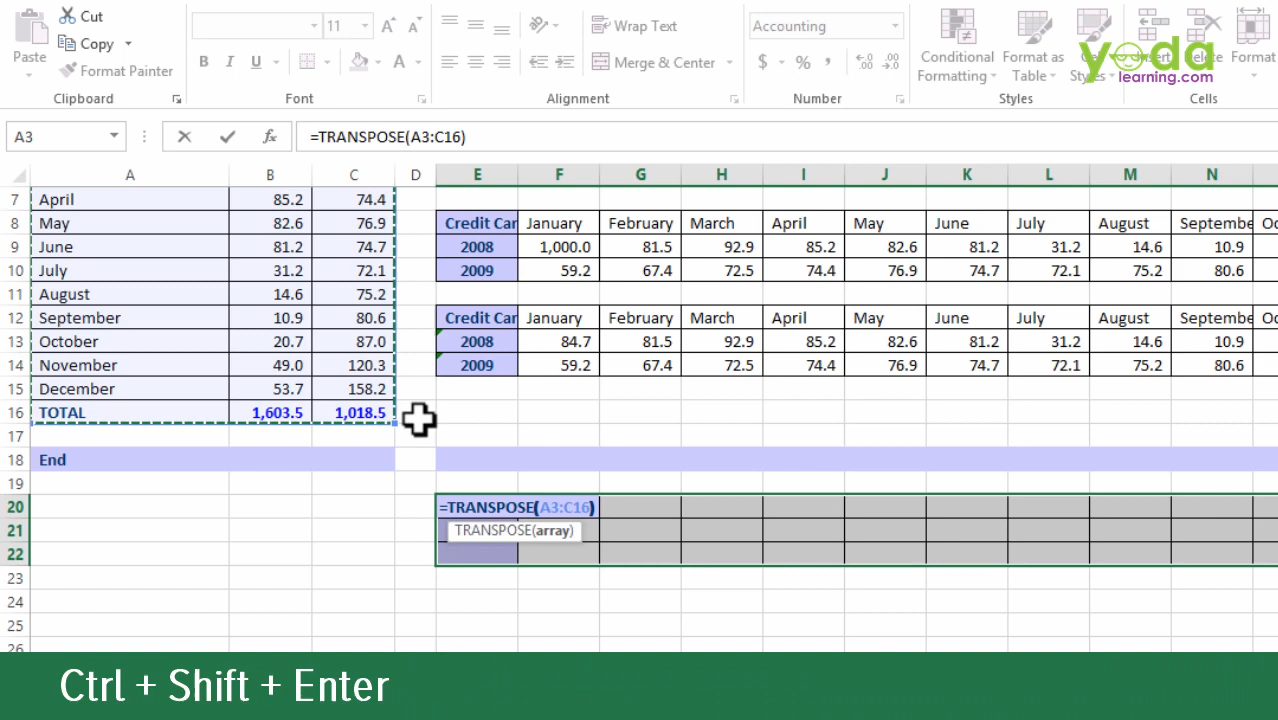 Cut
Copy
Paste
Format Painter
Clipboard
11
B I U
Font
Wrap Text
Merge & Center
Alignment
Accounting
$ % ,
Number
Conditional Formatting
Format as Table
Styles
Styles
Insert Delete Format
Cells
yoda
learning.com
A3
fx
=TRANSPOSE(A3:C16)
A B C D E F G H I J K L M N
7 April 85.2 74.4
8 May 82.6 76.9 Credit Car January February March April May June July August Septembe Oc
9 June 81.2 74.7 2008 1,000.0 81.5 92.9 85.2 82.6 81.2 31.2 14.6 10.9
10 July 31.2 72.1 2009 59.2 67.4 72.5 74.4 76.9 74.7 72.1 75.2 80.6
11 August 14.6 75.2
12 September 10.9 80.6 Credit Car January February March April May June July August Septembe Oc
13 October 20.7 87.0 2008 84.7 81.5 92.9 85.2 82.6 81.2 31.2 14.6 10.9
14 November 49.0 120.3 2009 59.2 67.4 72.5 74.4 76.9 74.7 72.1 75.2 80.6
15 December 53.7 158.2
16 TOTAL 1,603.5 1,018.5
17
18 End
19
20 =TRANSPOSE(A3:C16)
21 TRANSPOSE(array)
22
23
24
25
26
Ctrl + Shift + Enter